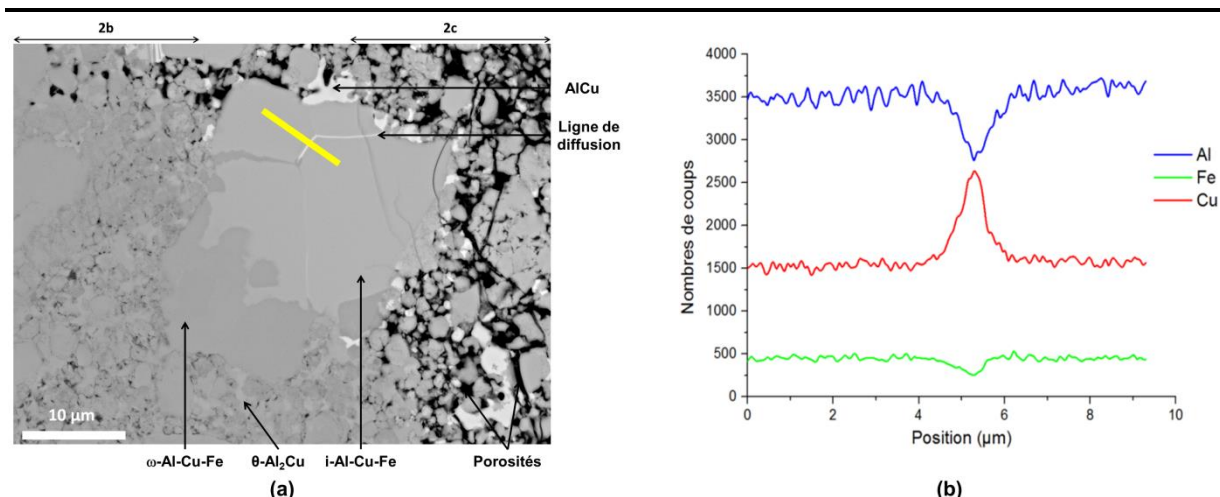 2b
2c
AlCu
Ligne de
diffusion
10 µm
ω-Al-Cu-Fe
θ-Al₂Cu
i-Al-Cu-Fe
Porosités
(a)
4000
3500
3000
2500
2000
1500
1000
500
0
Nombres de coups
0
2
4
6
8
10
Position (µm)
Al
Fe
Cu
(b)